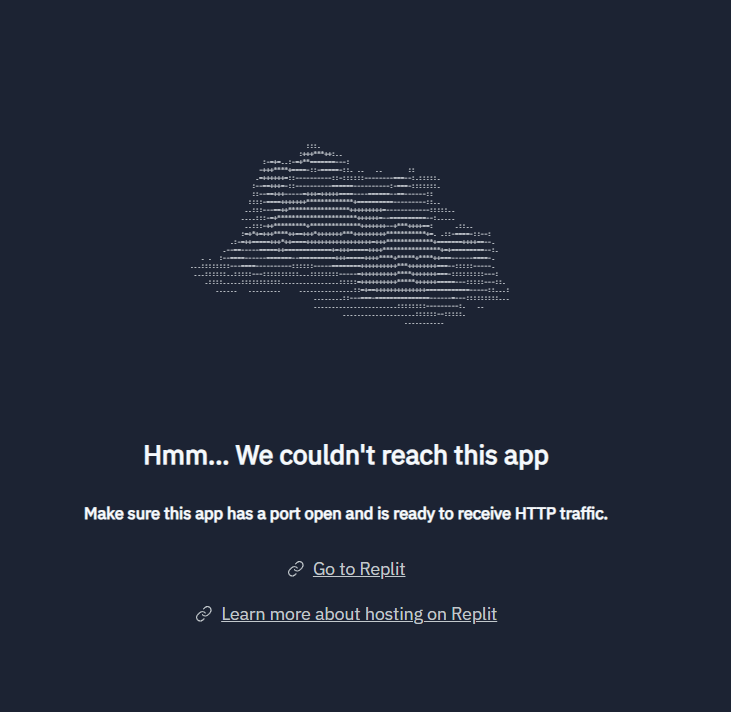 Hmm... We couldn't reach this app
Make sure this app has a port open and is ready to receive HTTP traffic.
Go to Replit
Learn more about hosting on Replit